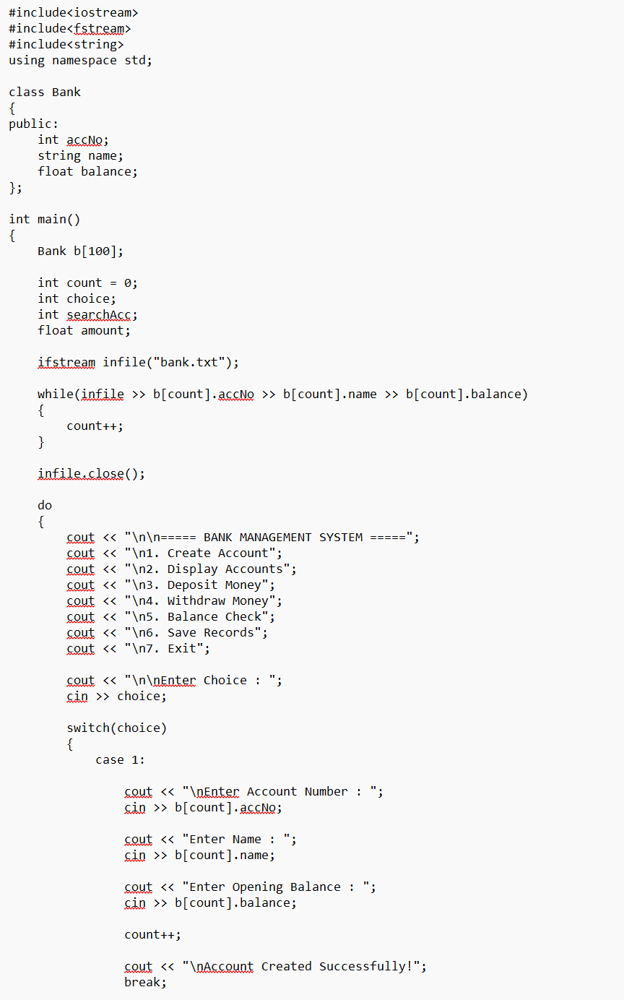 #include<iostream>
#include<fstream>
#include<string>
using namespace std;

class Bank
{
public:
    int accNo;
    string name;
    float balance;
};

int main()
{
    Bank b[100];

    int count = 0;
    int choice;
    int searchAcc;
    float amount;

    ifstream infile("bank.txt");

    while(infile >> b[count].accNo >> b[count].name >> b[count].balance)
    {
        count++;
    }

    infile.close();

    do
    {
        cout << "\n\n===== BANK MANAGEMENT SYSTEM =====";
        cout << "\n1. Create Account";
        cout << "\n2. Display Accounts";
        cout << "\n3. Deposit Money";
        cout << "\n4. Withdraw Money";
        cout << "\n5. Balance Check";
        cout << "\n6. Save Records";
        cout << "\n7. Exit";

        cout << "\n\nEnter Choice : ";
        cin >> choice;

        switch(choice)
        {
            case 1:

                cout << "\nEnter Account Number : ";
                cin >> b[count].accNo;

                cout << "Enter Name : ";
                cin >> b[count].name;

                cout << "Enter Opening Balance : ";
                cin >> b[count].balance;

                count++;

                cout << "\nAccount Created Successfully!";
                break;